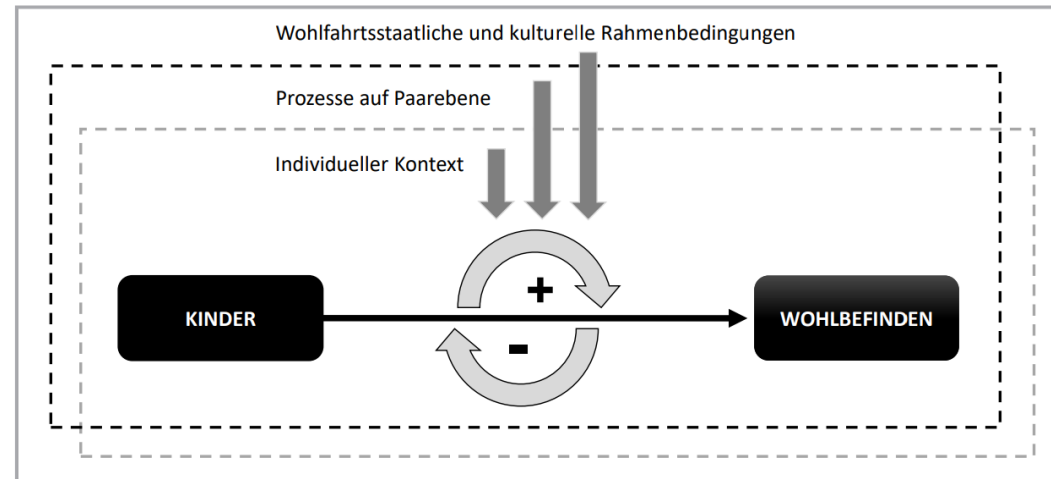 Wohlfahrtsstaatliche und kulturelle Rahmenbedingungen
Prozesse auf Paarebene
Individueller Kontext
+
KINDER
WOHLBEFINDEN
-